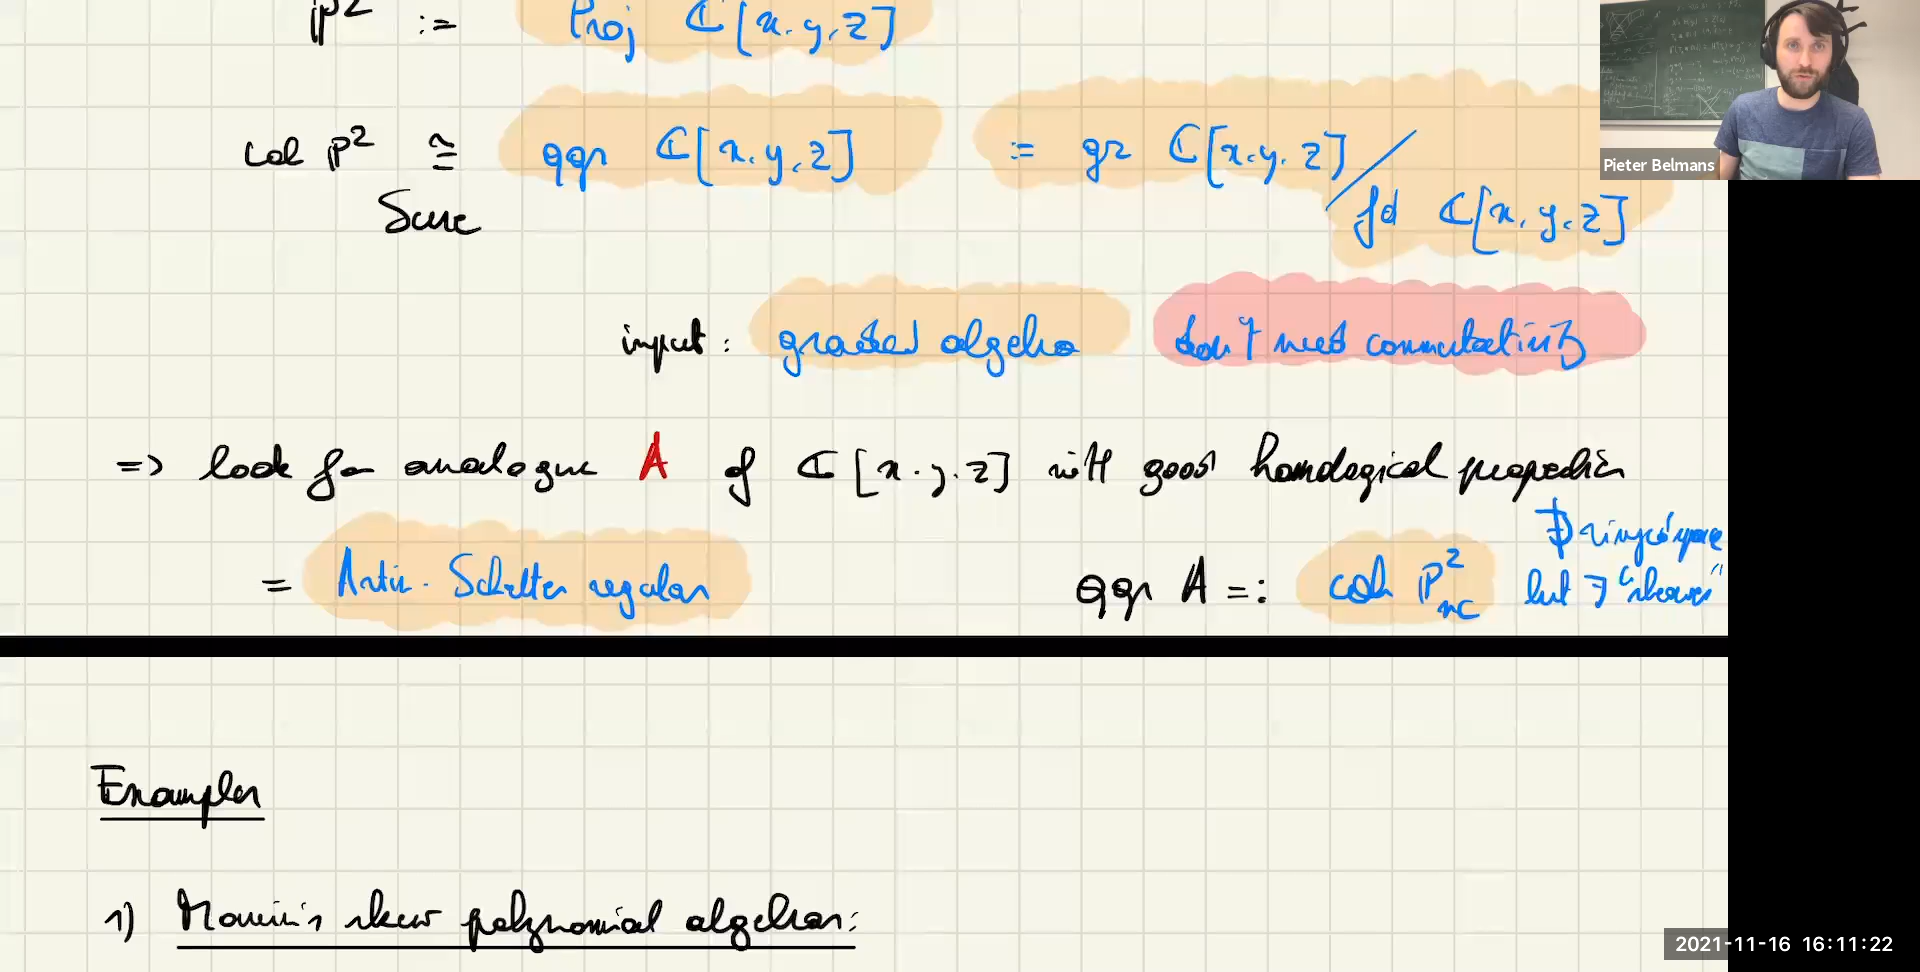 P² := Proj ℂ[x,y,z]
coh P² ≅ qgr ℂ[x,y,z] := gr ℂ[x,y,z] / fd ℂ[x,y,z]
Serre
Pieter Belmans
input: graded algebra don't need commutativity
=> look for analogue A of ℂ[x,y,z] with good homological properties
= Artin-Schelter regular qgr A =: coh P²nc ∄ ringed space but ∃ "sheaves"
Examples
1) Manin's skew polynomial algebras:
2021-11-16 16:11:22